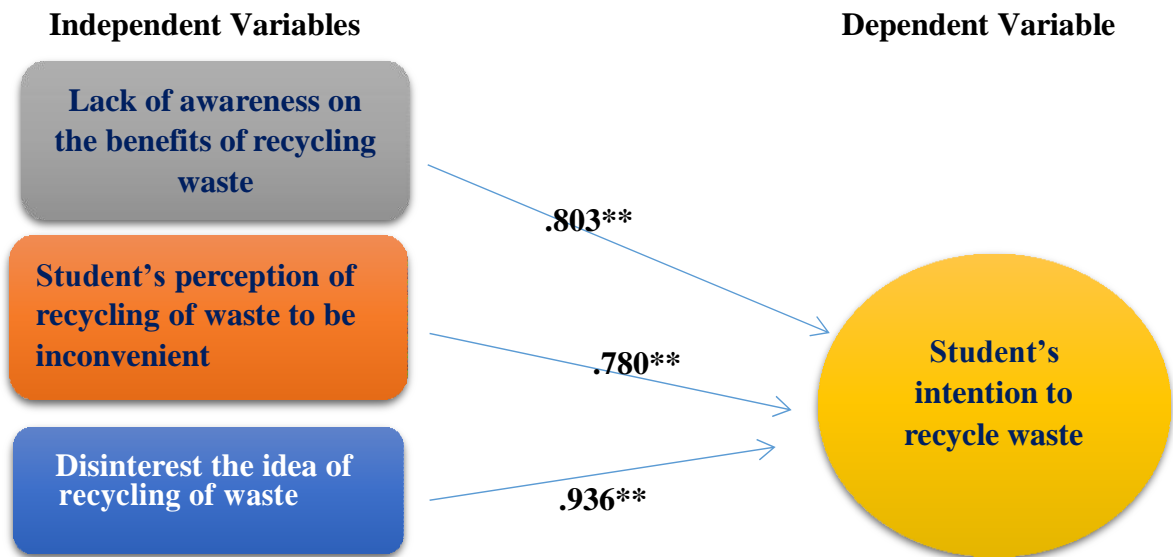 Independent Variables
Dependent Variable
Lack of awareness on
the benefits of recycling
waste
.803**
Student’s perception of
recycling of waste to be
inconvenient
.780**
Student’s
intention to
recycle waste
Disinterest the idea of
recycling of waste
.936**